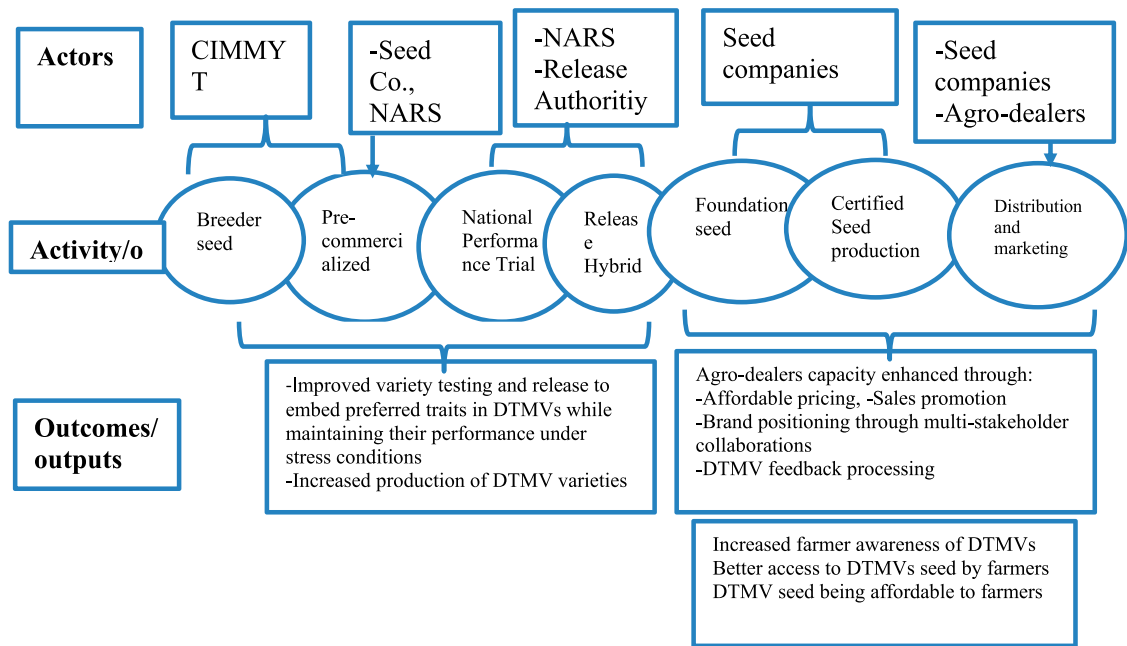 Actors
CIMMY
T
-Seed
Co.,
NARS
-NARS
-Release
Authoritiy
Seed
companies
-Seed
companies
-Agro-dealers
Activity/o
Breeder
seed
Pre-
commerci
alized
National
Performa
nce Trial
Releas
e
Hybrid
Foundation
seed
Certified
Seed
production
Distribution
and
marketing
Outcomes/
outputs
-Improved variety testing and release to
embed preferred traits in DTMVs while
maintaining their performance under
stress conditions
-Increased production of DTMV varieties
Agro-dealers capacity enhanced through:
-Affordable pricing, -Sales promotion
-Brand positioning through multi-stakeholder
collaborations
-DTMV feedback processing
Increased farmer awareness of DTMVs
Better access to DTMVs seed by farmers
DTMV seed being affordable to farmers